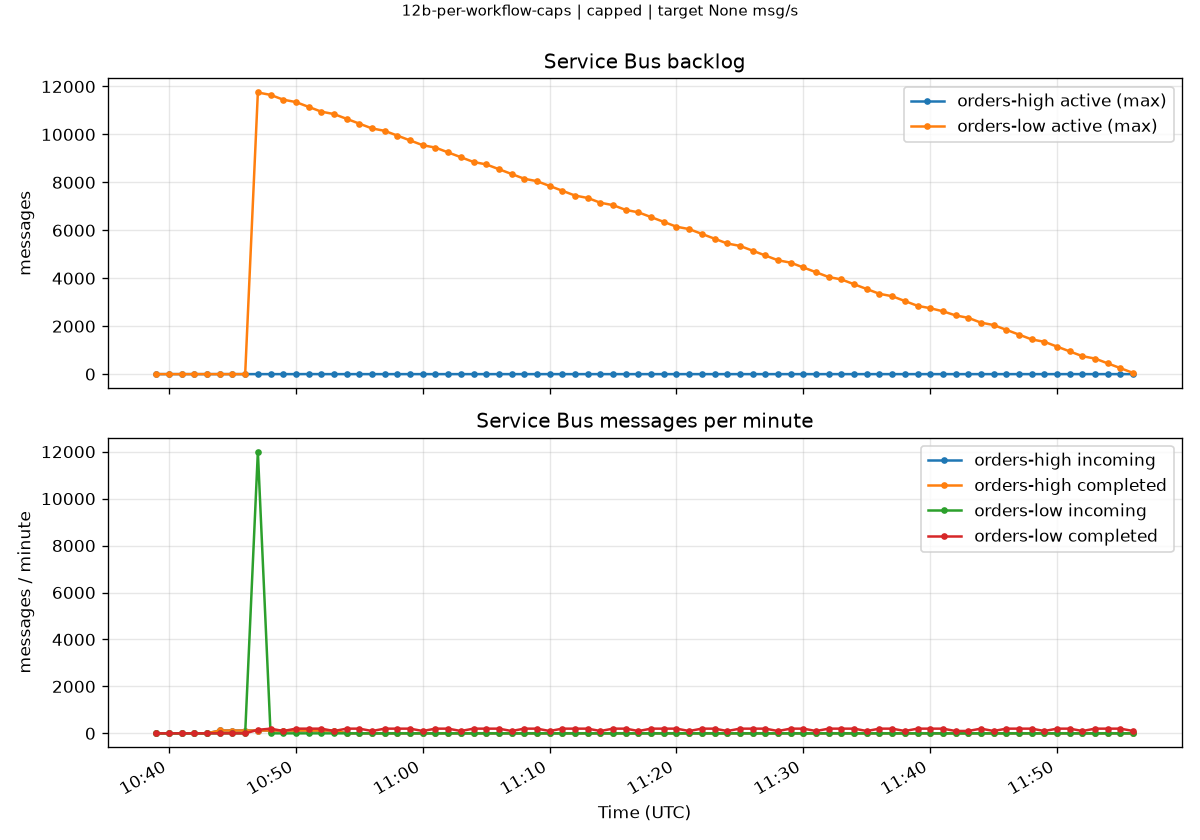 12b-per-workflow-caps | capped | target None msg/s
Service Bus backlog
12000
10000
8000
6000
4000
2000
0
messages
orders-high active (max)
orders-low active (max)
Service Bus messages per minute
12000
10000
8000
6000
4000
2000
0
messages / minute
orders-high incoming
orders-high completed
orders-low incoming
orders-low completed
10:40
10:50
11:00
11:10
11:20
11:30
11:40
11:50
Time (UTC)